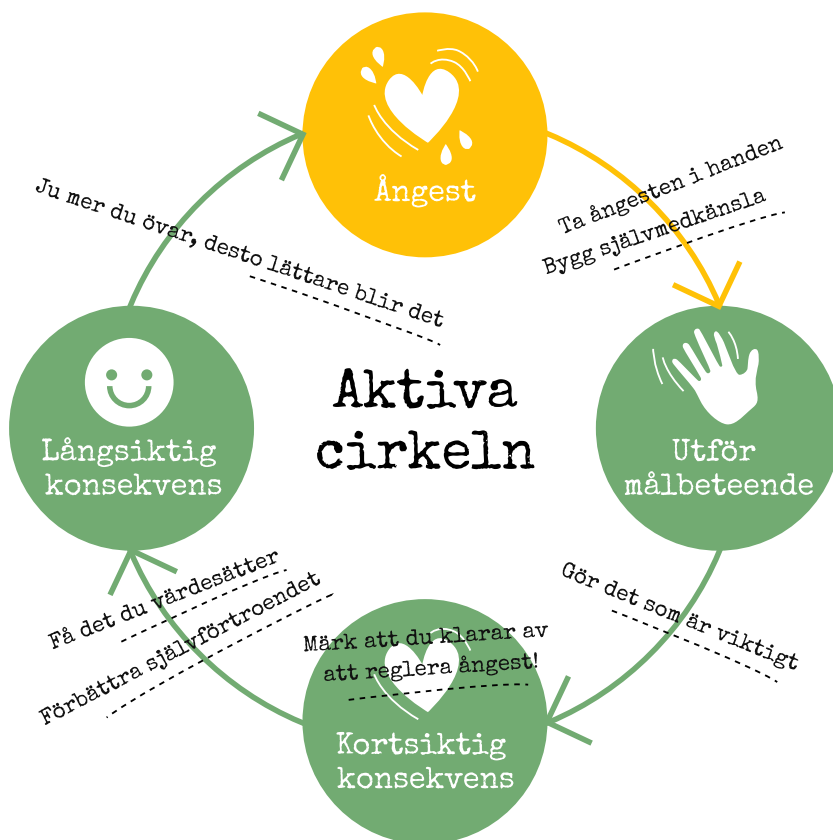 Ångest
Ta ångesten i handen
Bygg självmedkänsla
Ju mer du övar, desto lättare blir det
Aktiva
cirkeln
Långsiktig
konsekvens
Utför
målbeteende
Få det du värdesätter
Förbättra självförtroendet
Gör det som är viktigt
Märk att du klarar av
att reglera ångest!
Kortsiktig
konsekvens